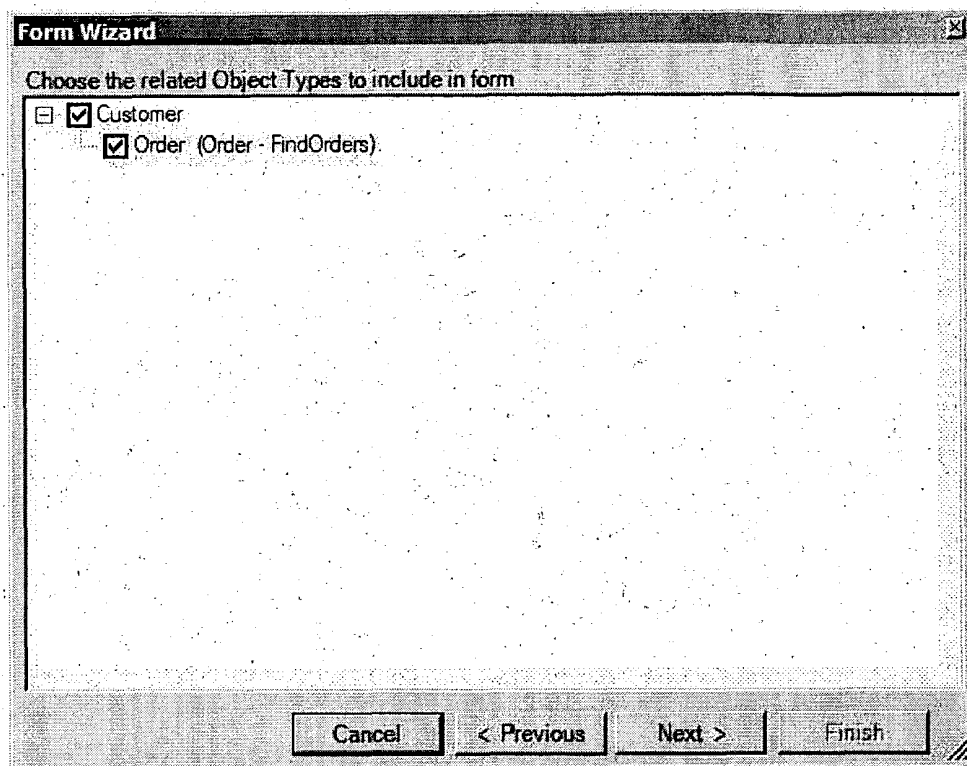 Form Wizard
Choose the related Object Types to include in form
Customer
Order (Order - FindOrders)
Cancel
< Previous
Next >
Finish